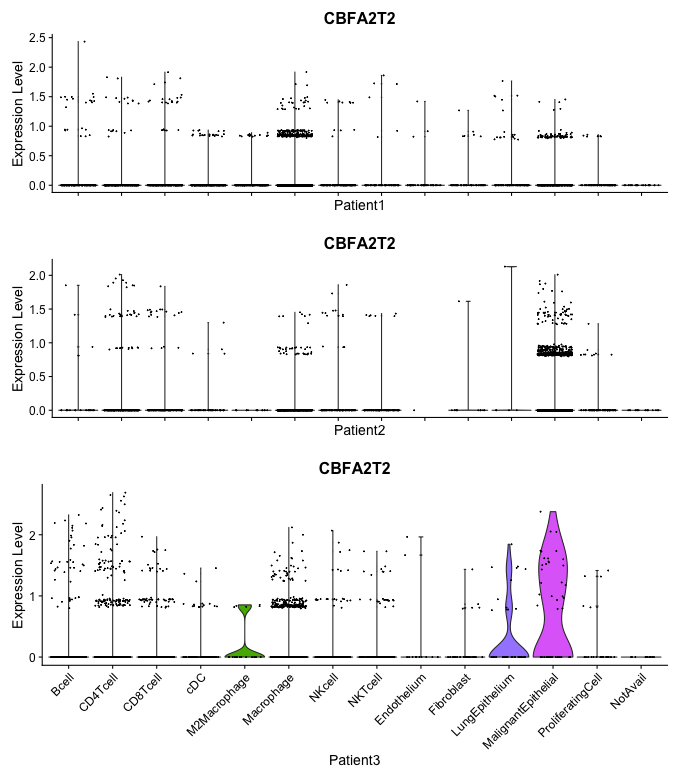 CBFA2T2
Expression Level
2.5
2.0
1.5
1.0
0.5
0.0
Patient1
CBFA2T2
Expression Level
2.0
1.5
1.0
0.5
0.0
Patient2
CBFA2T2
Expression Level
2
1
0
Bcell
CD4Tcell
CD8Tcell
cDC
M2Macrophage
Macrophage
NKcell
NKTcell
Endothelium
Fibroblast
LungEpithelium
MalignantEpithelial
ProliferatingCell
NotAvail
Patient3